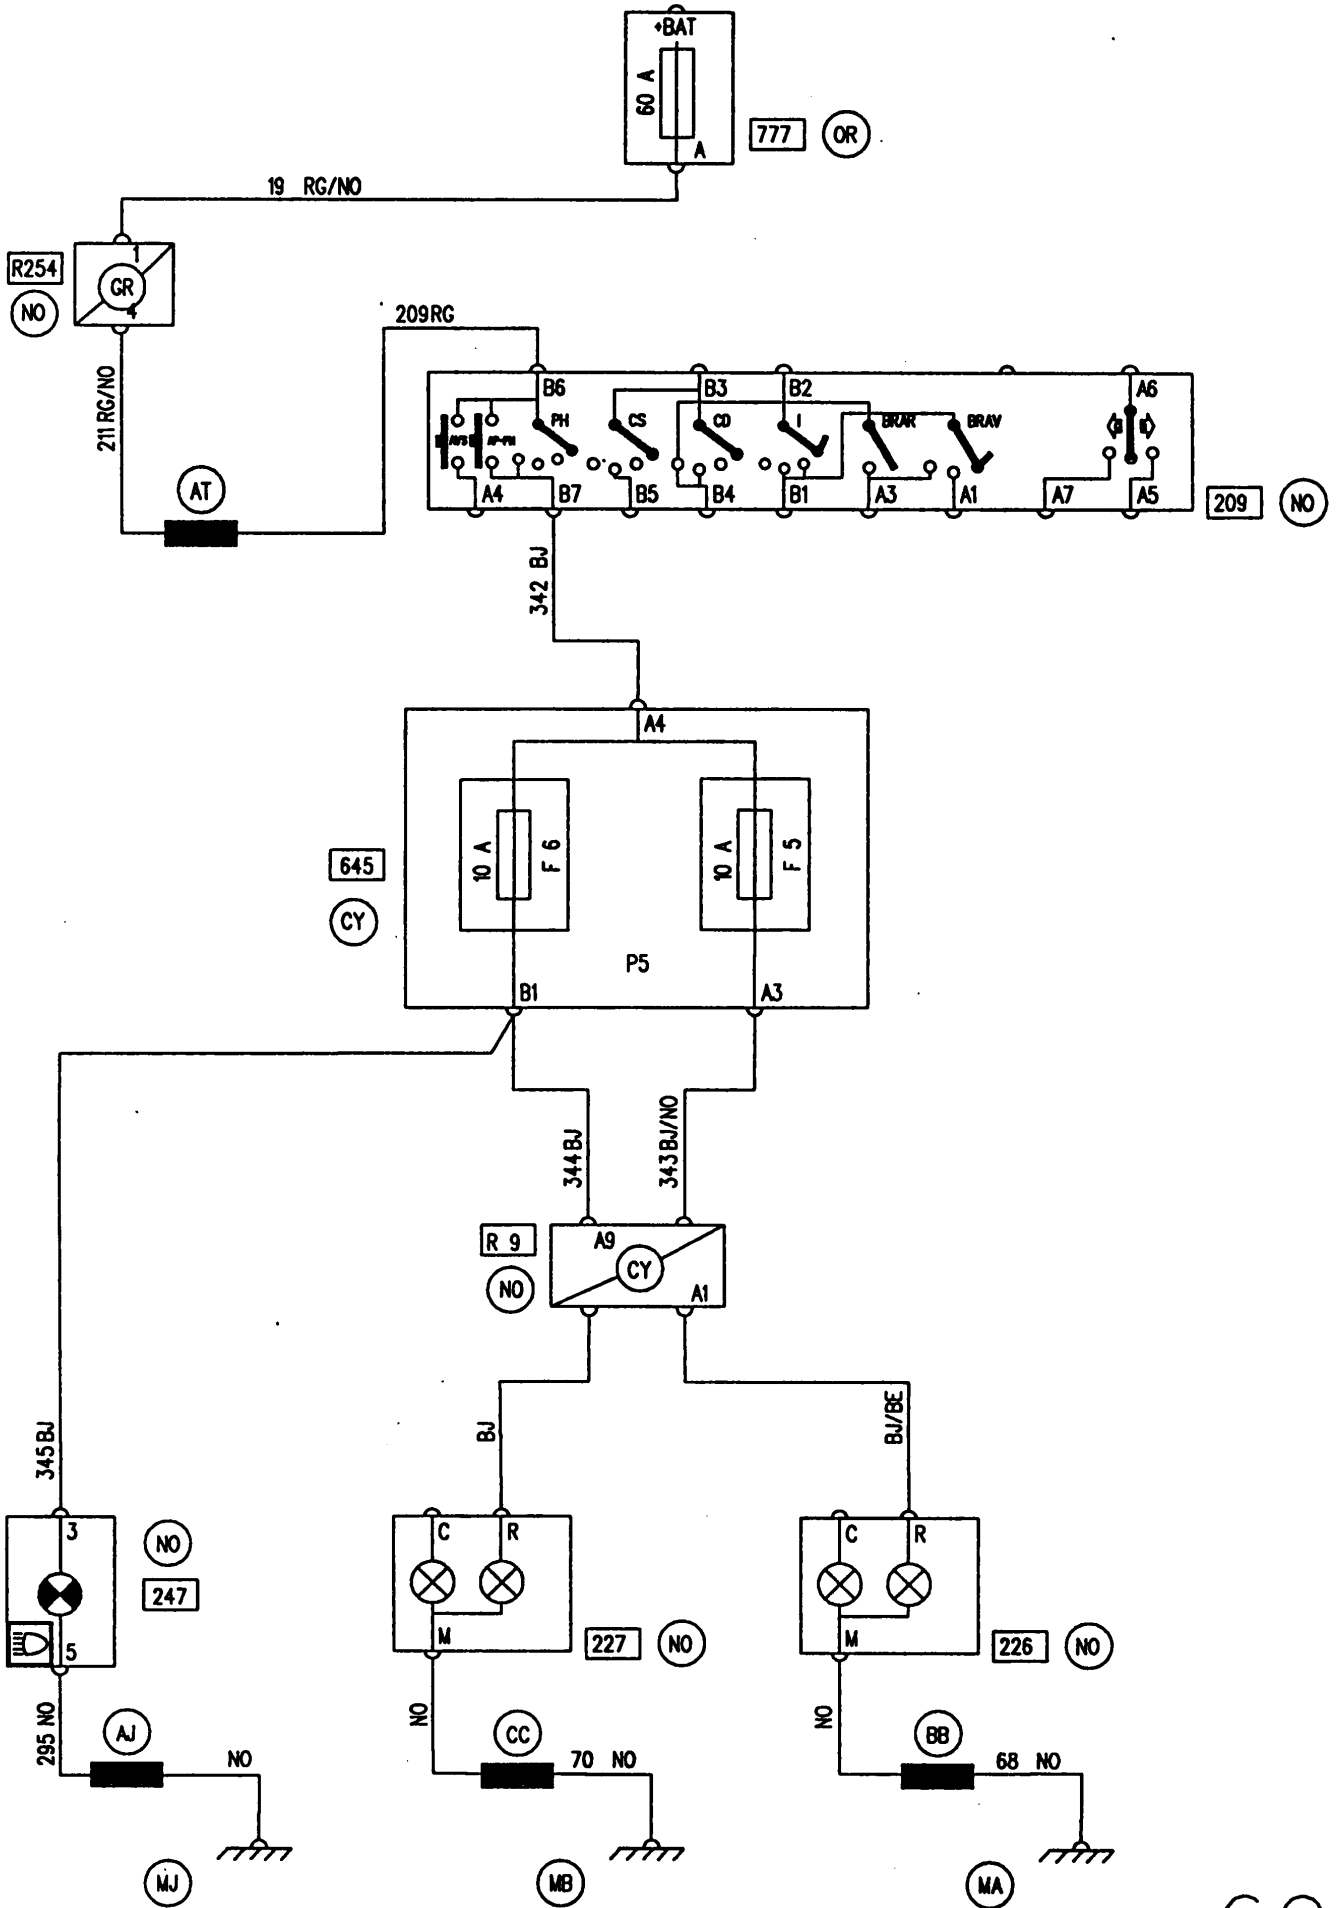 +BAT
60 A
A
777
OR
19 RG/NO
1
R254
GR
NO
4
209RG
211 RG/NO
B6
B3
B2
A6
AVS
AP-PH
PH
CS
CD
I
BRAR
BRAV
AT
A4
B7
B5
B4
B1
A3
A1
A7
A5
209
NO
342 BJ
A4
10 A
F 6
10 A
F 5
645
CY
P5
B1
A3
344BJ
343BJ/NO
R 9
A9
CY
NO
A1
345BJ
BJ
BJ/BE
3
NO
C
R
C
R
247
5
M
227
NO
M
226
NO
295 NO
AJ
NO
NO
CC
70 NO
NO
BB
68 NO
MJ
MB
MA